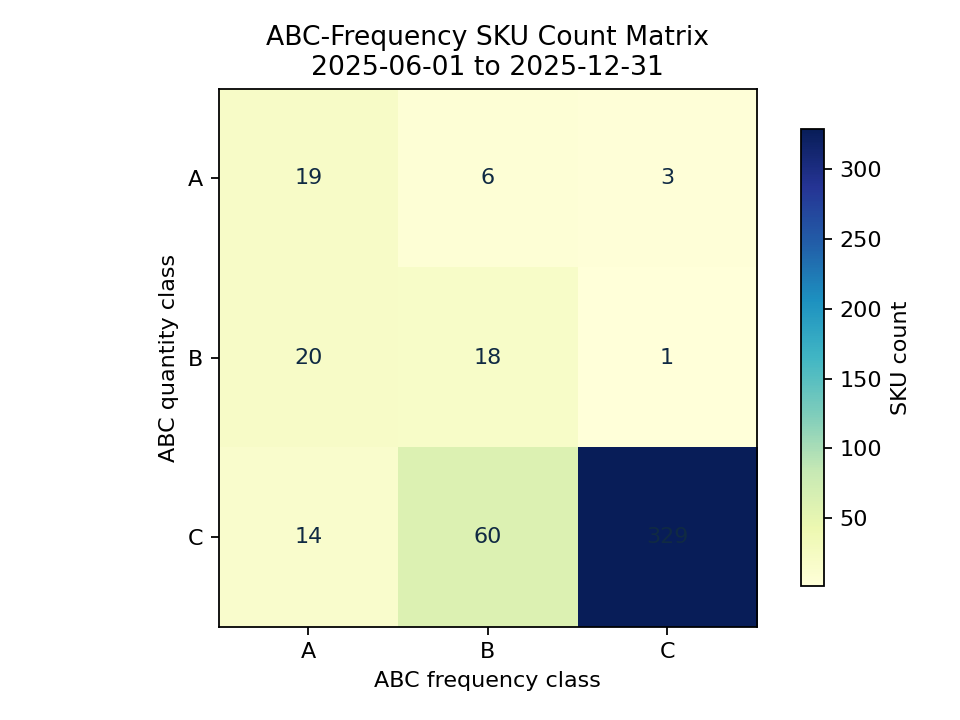 ABC-Frequency SKU Count Matrix
2025-06-01 to 2025-12-31
ABC quantity class
A
19
6
3
B
20
18
1
C
14
60
329
A
B
C
ABC frequency class
300
250
200
150
100
50
SKU count